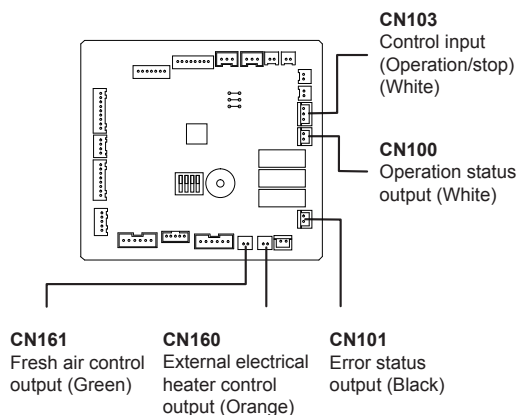 CN103
Control input
(Operation/stop)
(White)
CN100
Operation status
output (White)
CN161
Fresh air control
output (Green)
CN160
External electrical
heater control
output (Orange)
CN101
Error status
output (Black)